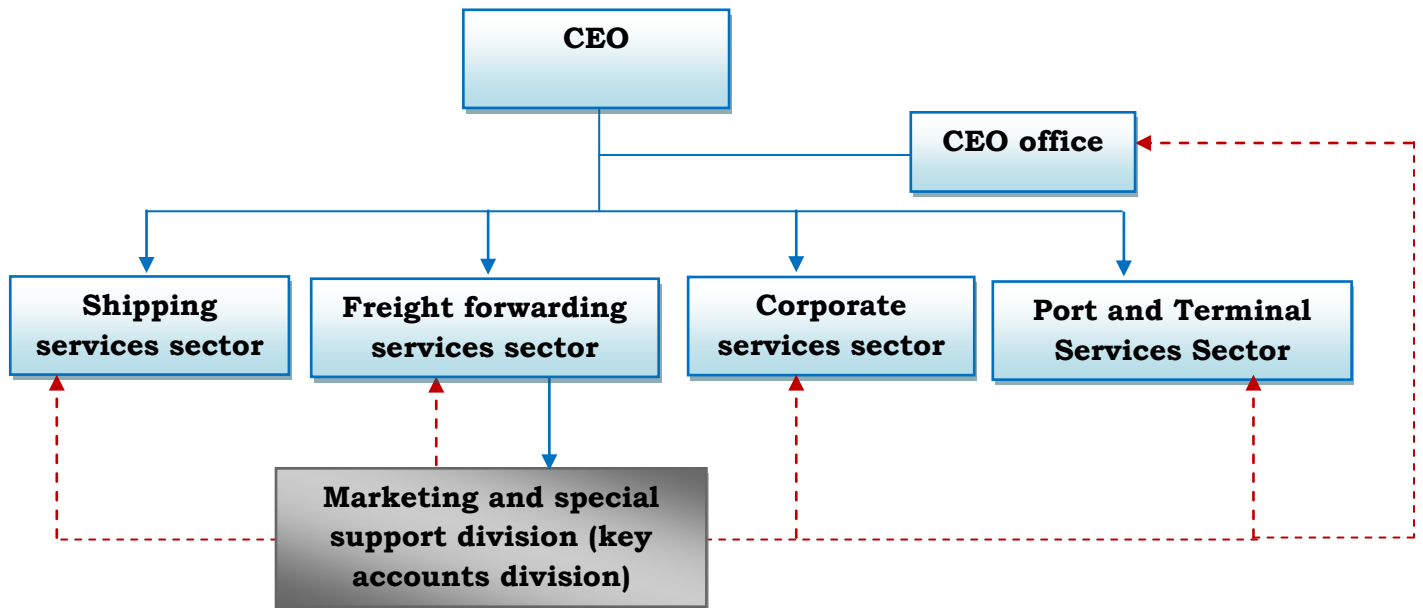 CEO
CEO office
Shipping
services sector
Freight forwarding
services sector
Corporate
services sector
Port and Terminal
Services Sector
Marketing and special
support division (key
accounts division)